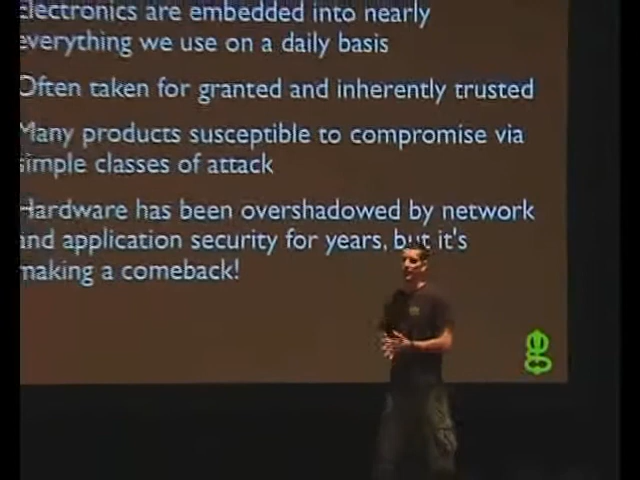 Electronics are embedded into nearly
everything we use on a daily basis
Often taken for granted and inherently trusted
Many products susceptible to compromise via
simple classes of attack
Hardware has been overshadowed by network
and application security for years, but it's
making a comeback!
g